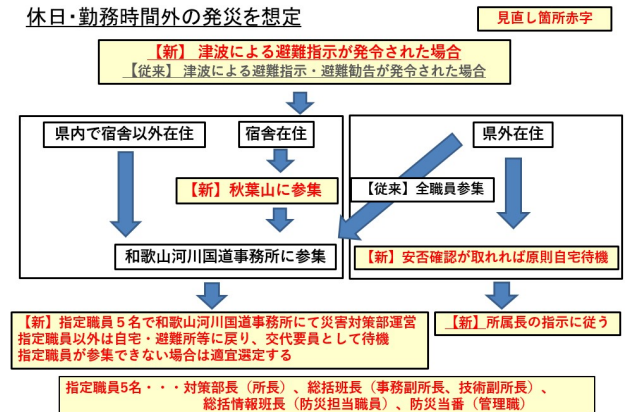 休日・勤務時間外の発災を想定
見直し箇所赤字
【新】 津波による避難指示が発令された場合
【従来】 津波による避難指示・避難勧告が発令された場合
県内で宿舎以外在住
宿舎在住
県外在住
【新】秋葉山に参集
【従来】全職員参集
和歌山河川国道事務所に参集
【新】安否確認が取れれば原則自宅待機
【新】指定職員５名で和歌山河川国道事務所にて災害対策部運営
指定職員以外は自宅・避難所等に戻り、交代要員として待機
指定職員が参集できない場合は適宜選定する
【新】所属長の指示に従う
指定職員5名・・・対策部長（所長）、総括班長（事務副所長、技術副所長）、
総括情報班長（防災担当職員）、防災当番（管理職）